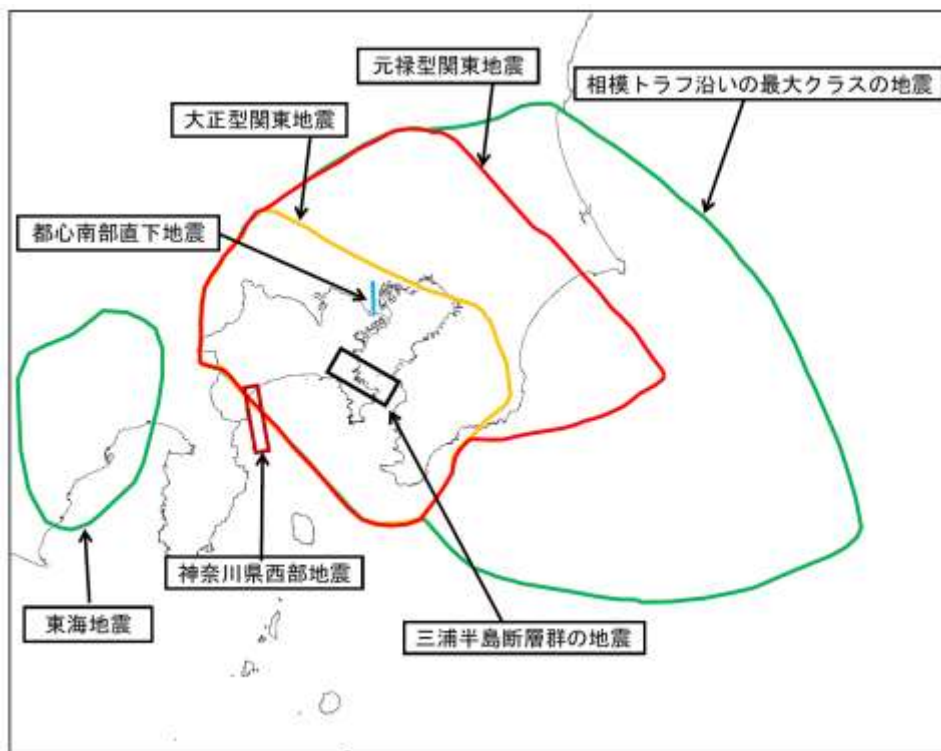 元禄型関東地震
相模トラフ沿いの最大クラスの地震
大正型関東地震
都心南部直下地震
神奈川県西部地震
東海地震
三浦半島断層群の地震